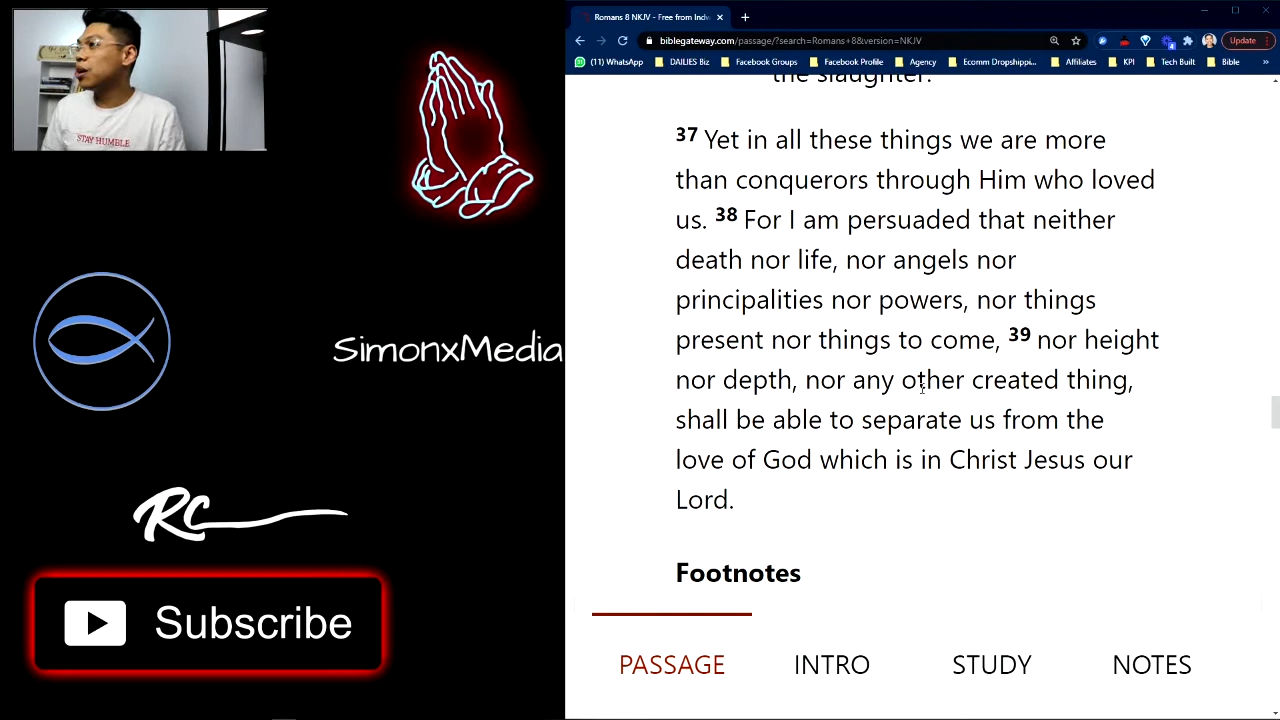 STAY HUMBLE
SimonxMedia
RC
Subscribe
Romans 8 NKJV - Free from Indw
biblegateway.com/passage/?search=Romans+8&version=NKJV
Update
(11) WhatsApp
DAILIES Biz
Facebook Groups
Facebook Profile
Agency
Ecomm Dropshippi...
Affiliates
KPI
Tech Built
Bible
the slaughter.
37 Yet in all these things we are more
than conquerors through Him who loved
us. 38 For I am persuaded that neither
death nor life, nor angels nor
principalities nor powers, nor things
present nor things to come, 39 nor height
nor depth, nor any other created thing,
shall be able to separate us from the
love of God which is in Christ Jesus our
Lord.
Footnotes
PASSAGE
INTRO
STUDY
NOTES